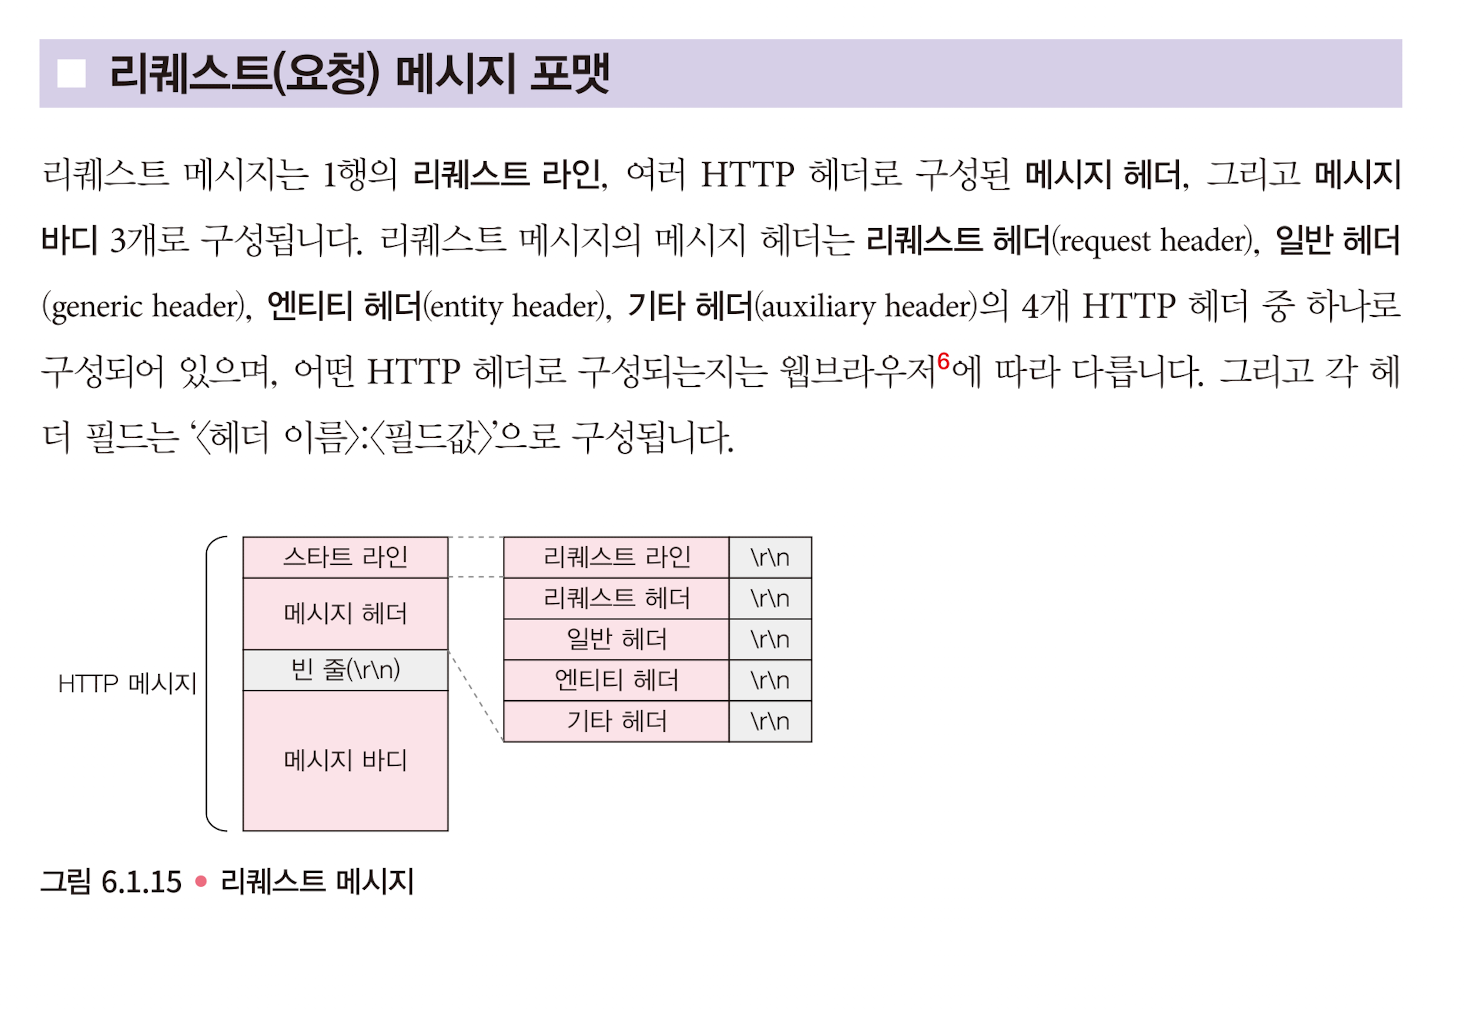 리퀘스트(요청) 메시지 포맷
리퀘스트 메시지는 1행의 리퀘스트 라인, 여러 HTTP 헤더로 구성된 메시지 헤더, 그리고 메시지
바디 3개로 구성됩니다. 리퀘스트 메시지의 메시지 헤더는 리퀘스트 헤더(request header), 일반 헤더
(generic header), 엔티티 헤더(entity header), 기타 헤더(auxiliary header)의 4개 HTTP 헤더 중 하나로
구성되어 있으며, 어떤 HTTP 헤더로 구성되는지는 웹브라우저6에 따라 다릅니다. 그리고 각 헤
더 필드는 ‘〈헤더 이름〉:〈필드값〉’으로 구성됩니다.
HTTP 메시지
스타트 라인
메시지 헤더
빈 줄(\r\n)
메시지 바디
리퀘스트 라인 \r\n
리퀘스트 헤더 \r\n
일반 헤더 \r\n
엔티티 헤더 \r\n
기타 헤더 \r\n
그림 6.1.15 • 리퀘스트 메시지